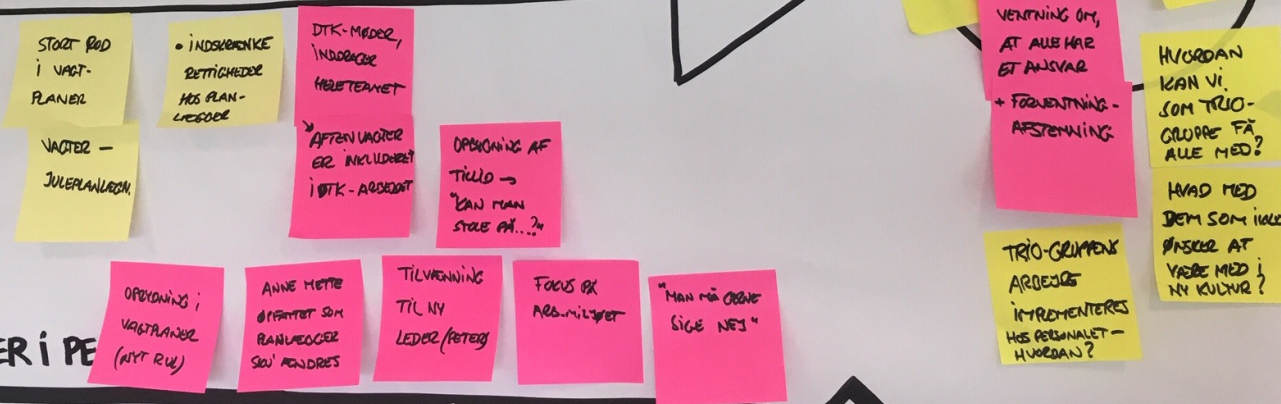 STORT ROD
I VAGT-
PLANER
• INDSKRÆNKE
RETTIGHEDER
HOS PLAN-
LÆGGER
DTK-MØDER,
INDDRAGER
HELE TEAMET
VAGTER —
JULEPLANLÆGN.
AFTENVAGTER
ER INKLUDERET
I DTK-ARBEJDET
OPBYGNING AF
TILLID →
"KAN MAN
STOLE PÅ...?"
OPRYDNING I
VAGTPLANER
(NYT RUL)
ANNE METTE
OPFATTET SOM
PLANLÆGGER
SKAL ÆNDRES
TILVÆNNING
TIL NY
LEDER (PETER)
FOCUS PÅ
ARB.MILJØET
"MAN MÅ GERNE
SIGE NEJ"
ER I PE
VENTNING OM,
AT ALLE HAR
ET ANSVAR
+ FORVENTNING-
AFSTEMNING
HVORDAN
KAN VI
SOM TRIO-
GRUPPE FÅ
ALLE MED?
HVAD MED
DEM SOM IKKE
ØNSKER AT
VÆRE MED I
NY KULTUR?
TRIO-GRUPPENS
ARBEJDE
IMPLEMENTERES
HOS PERSONALET —
HVORDAN?